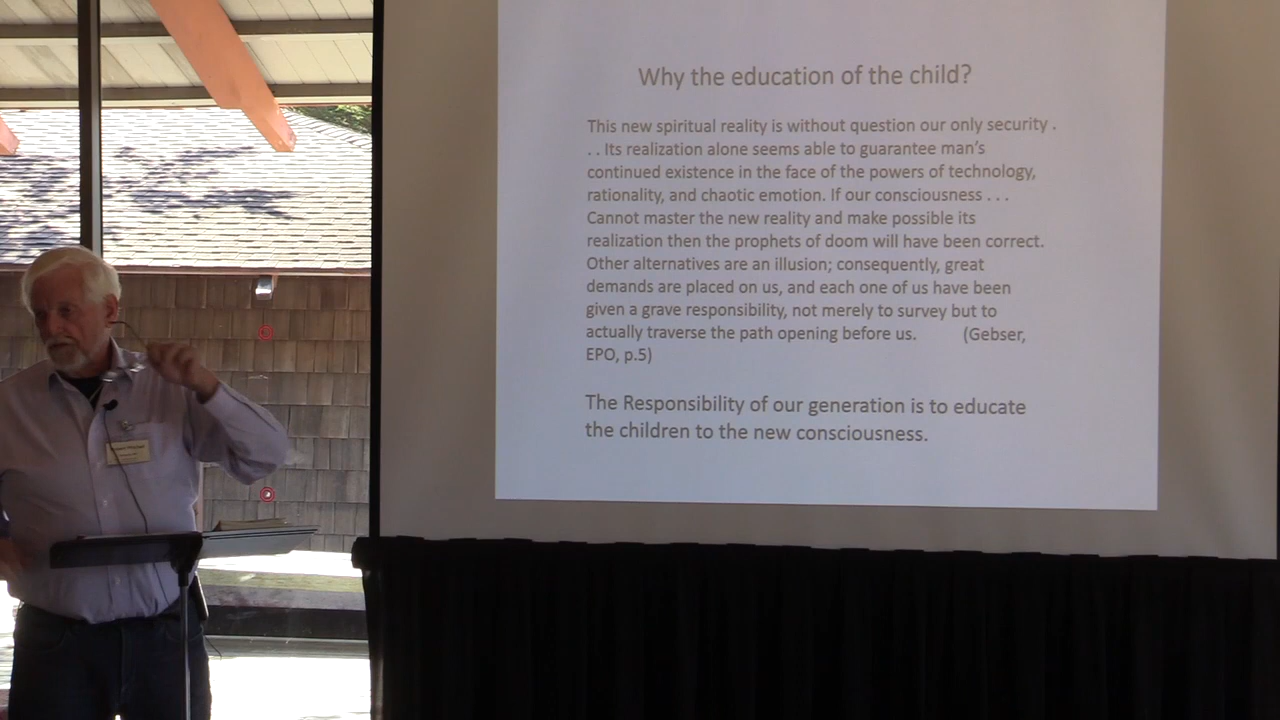 Why the education of the child?
This new spiritual reality is without question our only security .
. . Its realization alone seems able to guarantee man's
continued existence in the face of the powers of technology,
rationality, and chaotic emotion. If our consciousness . . .
Cannot master the new reality and make possible its
realization then the prophets of doom will have been correct.
Other alternatives are an illusion; consequently, great
demands are placed on us, and each one of us have been
given a grave responsibility, not merely to survey but to
actually traverse the path opening before us. (Gebser,
EPO, p.5)
The Responsibility of our generation is to educate
the children to the new consciousness.